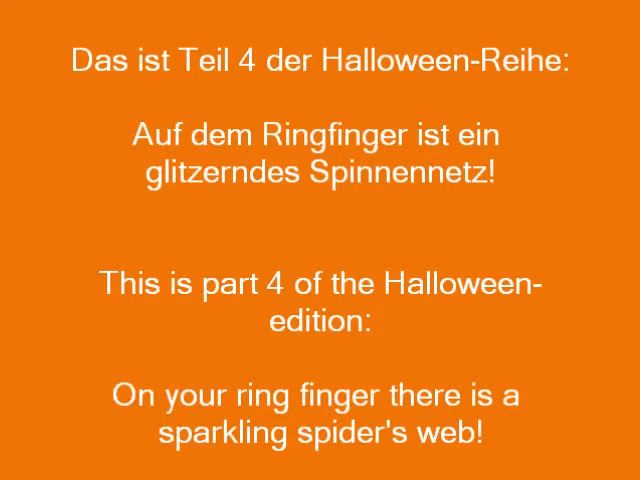 Das ist Teil 4 der Halloween-Reihe:
Auf dem Ringfinger ist ein
glitzerndes Spinnennetz!
This is part 4 of the Halloween-
edition:
On your ring finger there is a
sparkling spider's web!